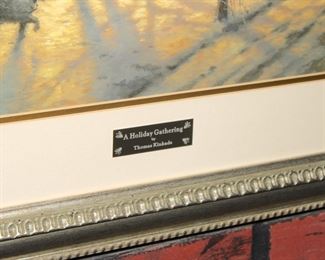 A Holiday Gathering
by
Thomas Kinkade